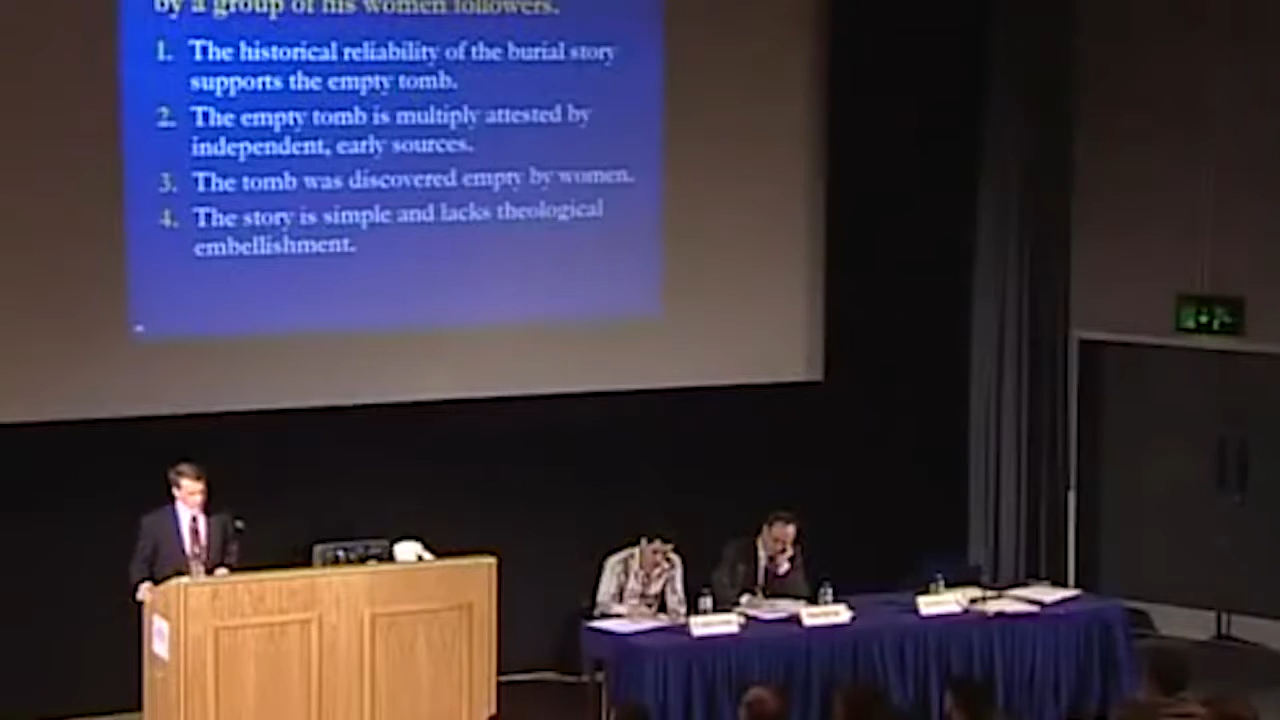 by a group of his women followers.
1. The historical reliability of the burial story
supports the empty tomb.
2. The empty tomb is multiply attested by
independent, early sources.
3. The tomb was discovered empty by women.
4. The story is simple and lacks theological
embellishment.